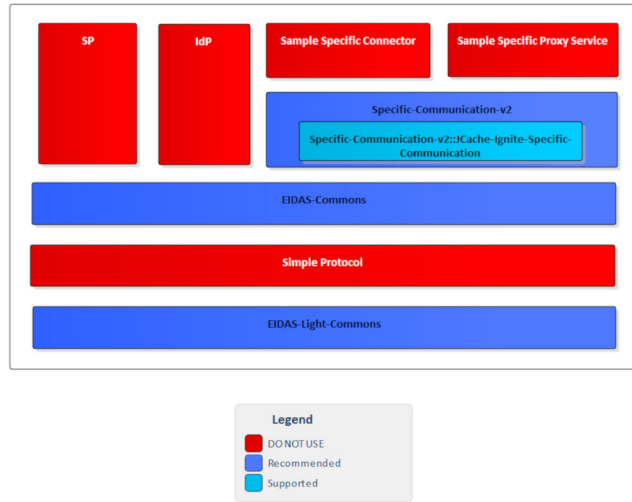 SP
IdP
Sample Specific Connector
Sample Specific Proxy Service
Specific-Communication-v2
Specific-Communication-v2::JCache-Ignite-Specific-
Communication
EIDAS-Commons
Simple Protocol
EIDAS-Light-Commons
Legend
DO NOT USE
Recommended
Supported